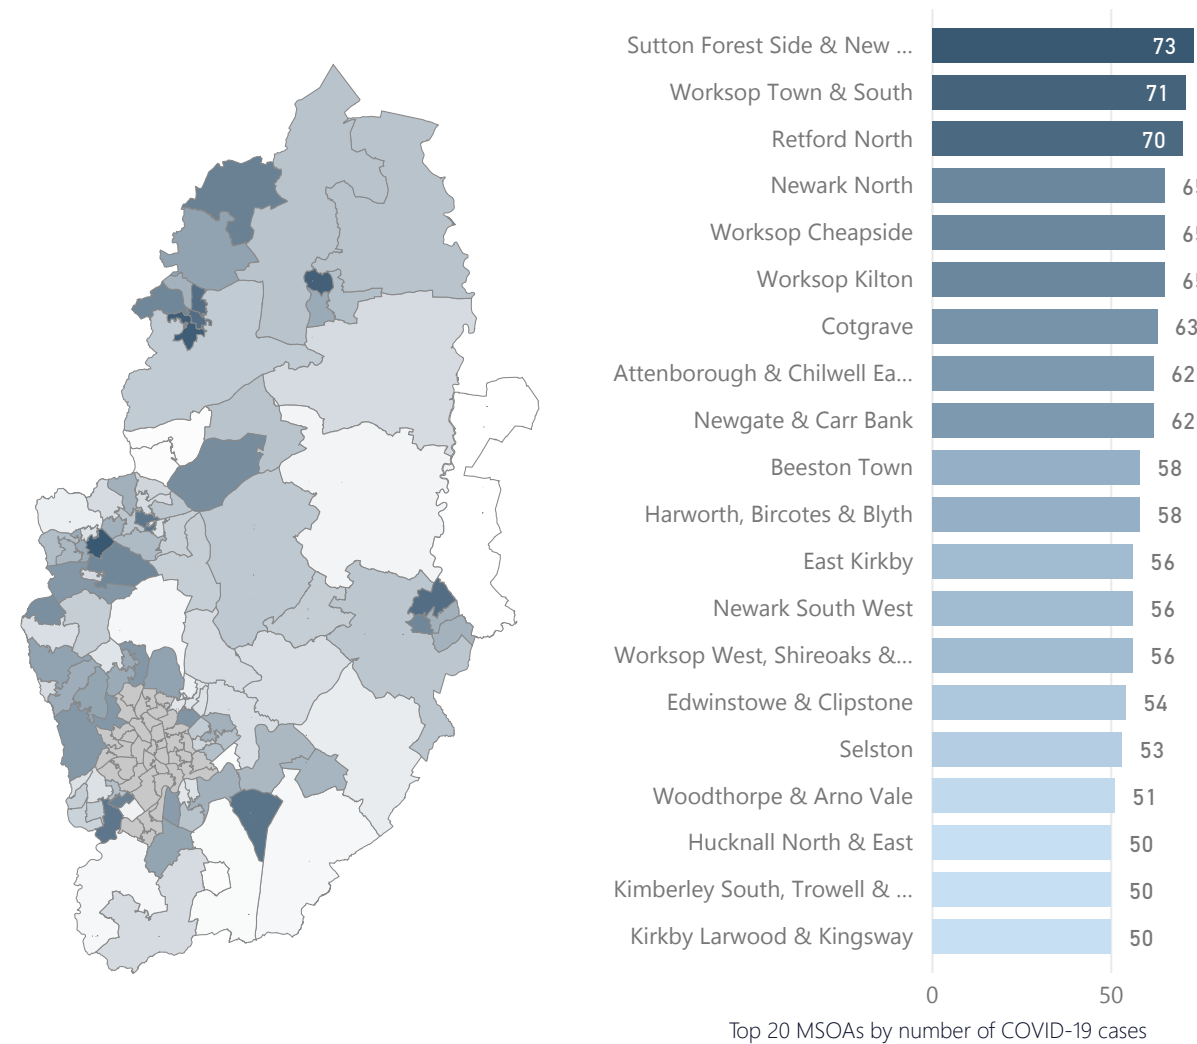 Sutton Forest Side & New ... 73
Worksop Town & South 71
Retford North 70
Newark North
Worksop Cheapside
Worksop Kilton
Cotgrave 63
Attenborough & Chilwell Ea... 62
Newgate & Carr Bank 62
Beeston Town 58
Harworth, Bircotes & Blyth 58
East Kirkby 56
Newark South West 56
Worksop West, Shireoaks &... 56
Edwinstowe & Clipstone 54
Selston 53
Woodthorpe & Arno Vale 51
Hucknall North & East 50
Kimberley South, Trowell & ... 50
Kirkby Larwood & Kingsway 50
0 50
Top 20 MSOAs by number of COVID-19 cases